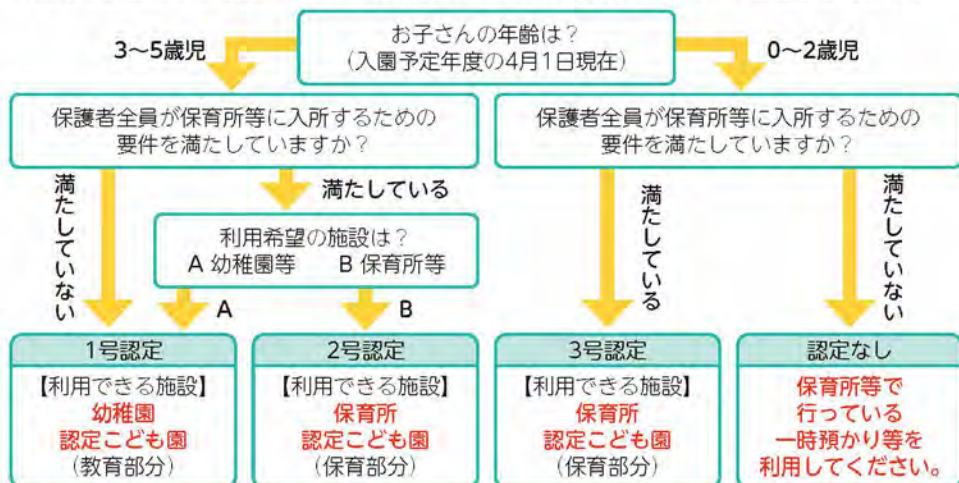 お子さんの年齢は？
（入園予定年度の4月1日現在）
3～5歳児
0～2歳児
保護者全員が保育所等に入所するための
要件を満たしていますか？
保護者全員が保育所等に入所するための
要件を満たしていますか？
満たしていない
満たしている
利用希望の施設は？
A 幼稚園等 B 保育所等
A
B
満たしている
満たしていない
1号認定
【利用できる施設】
幼稚園
認定こども園
（教育部分）
2号認定
【利用できる施設】
保育所
認定こども園
（保育部分）
3号認定
【利用できる施設】
保育所
認定こども園
（保育部分）
認定なし
保育所等で
行っている
一時預かり等を
利用してください。